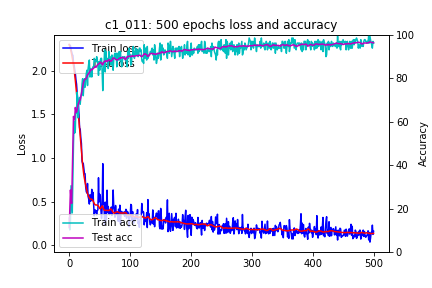 c1_011: 500 epochs loss and accuracy
Train loss
Test loss
Train acc
Test acc
Loss
Accuracy
2.0
1.5
1.0
0.5
0.0
100
80
60
40
20
0
0
100
200
300
400
500